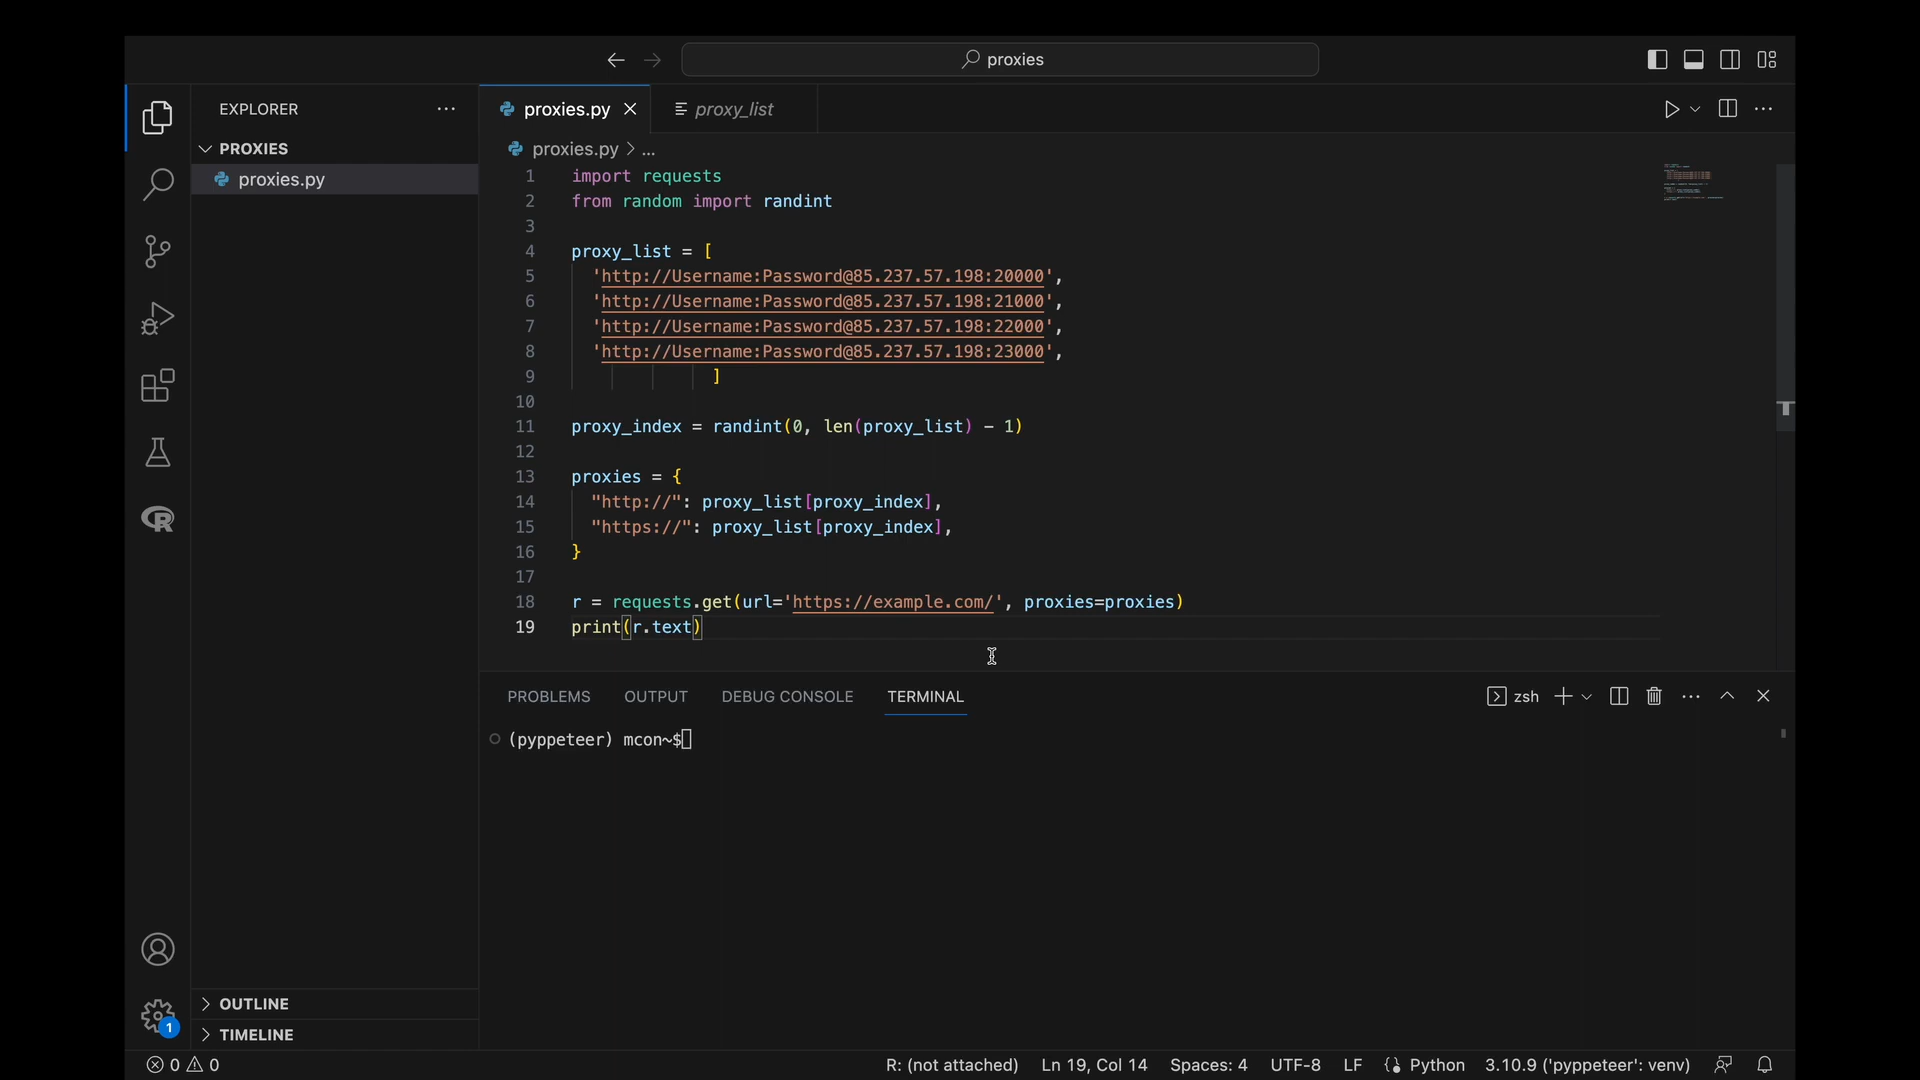 proxies
EXPLORER
PROXIES
proxies.py
OUTLINE
TIMELINE
proxies.py
proxy_list
proxies.py > ...
1 import requests
2 from random import randint
3
4 proxy_list = [
5 'http://Username:Password@85.237.57.198:20000',
6 'http://Username:Password@85.237.57.198:21000',
7 'http://Username:Password@85.237.57.198:22000',
8 'http://Username:Password@85.237.57.198:23000',
9 ]
10
11 proxy_index = randint(0, len(proxy_list) - 1)
12
13 proxies = {
14 "http://": proxy_list[proxy_index],
15 "https://": proxy_list[proxy_index],
16 }
17
18 r = requests.get(url='https://example.com/', proxies=proxies)
19 print(r.text)
PROBLEMS OUTPUT DEBUG CONSOLE TERMINAL zsh
(pyppeteer) mcon~$
1
0 0 R: (not attached) Ln 19, Col 14 Spaces: 4 UTF-8 LF Python 3.10.9 ('pyppeteer': venv)